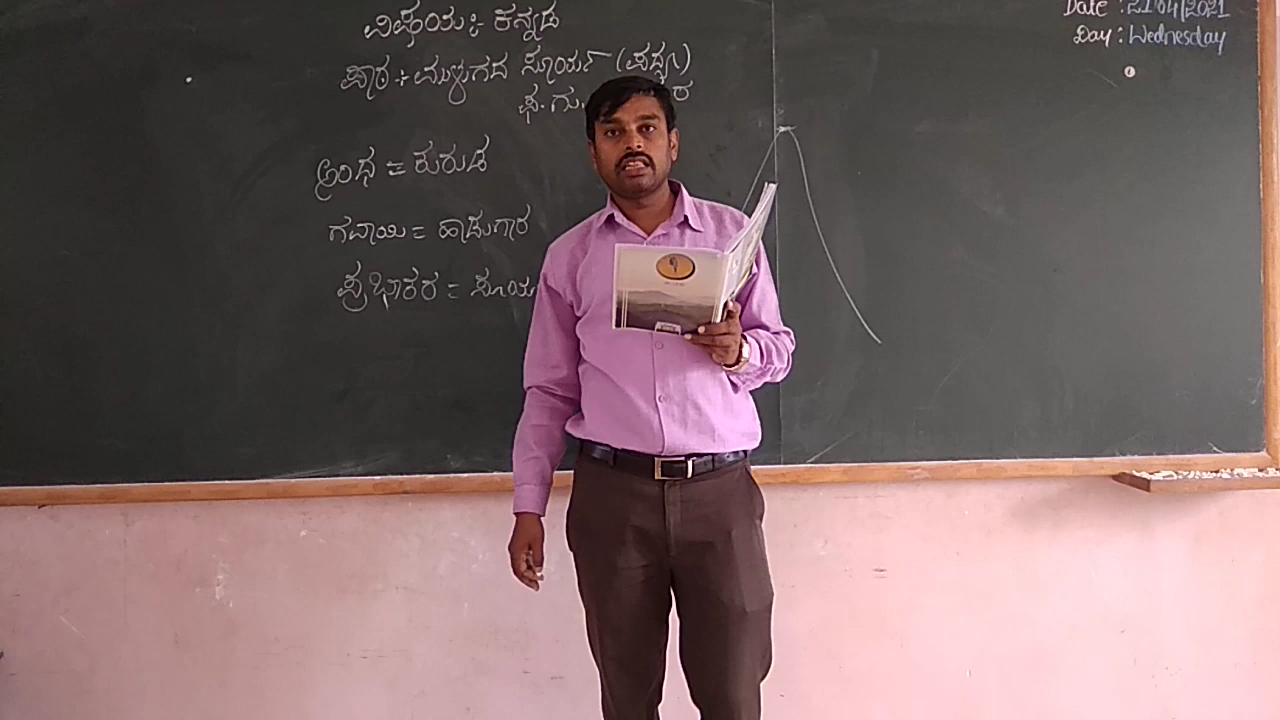 ವಿಷಯ :- ಕನ್ನಡ
ಪಾಠ :- ಮುಳುಗದ ಸೂರ್ಯ (ಪದ್ಯ)
ಅಂಧ = ಕುರುಡ
ಗವಾಯಿ = ಹಾಡುಗಾರ
ಪ್ರಭಾಕರ = ಸೂರ್ಯ
Date : 21/04/2021
Day : Wednesday